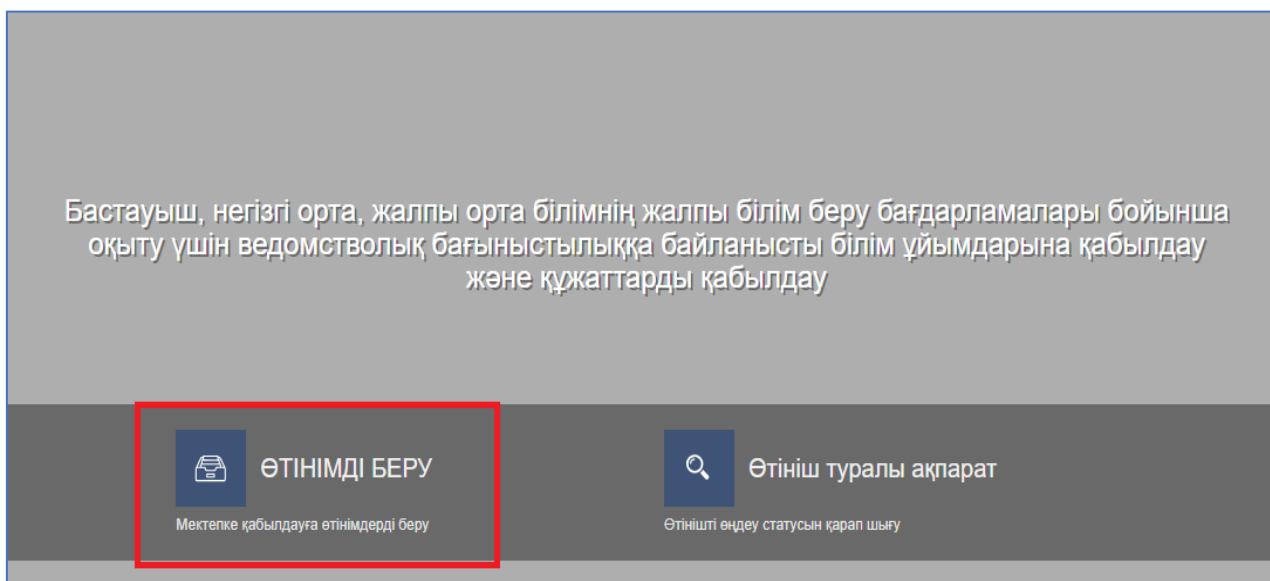 Бастауыш, негізгі орта, жалпы орта білімнің жалпы білім беру бағдарламалары бойынша
оқыту үшін ведомстволық бағыныстылыққа байланысты білім ұйымдарына қабылдау
және құжаттарды қабылдау
ӨТІНІМДІ БЕРУ
Мектепке қабылдауға өтінімдерді беру
Өтініш туралы ақпарат
Өтінішті өңдеу статусын қарап шығу